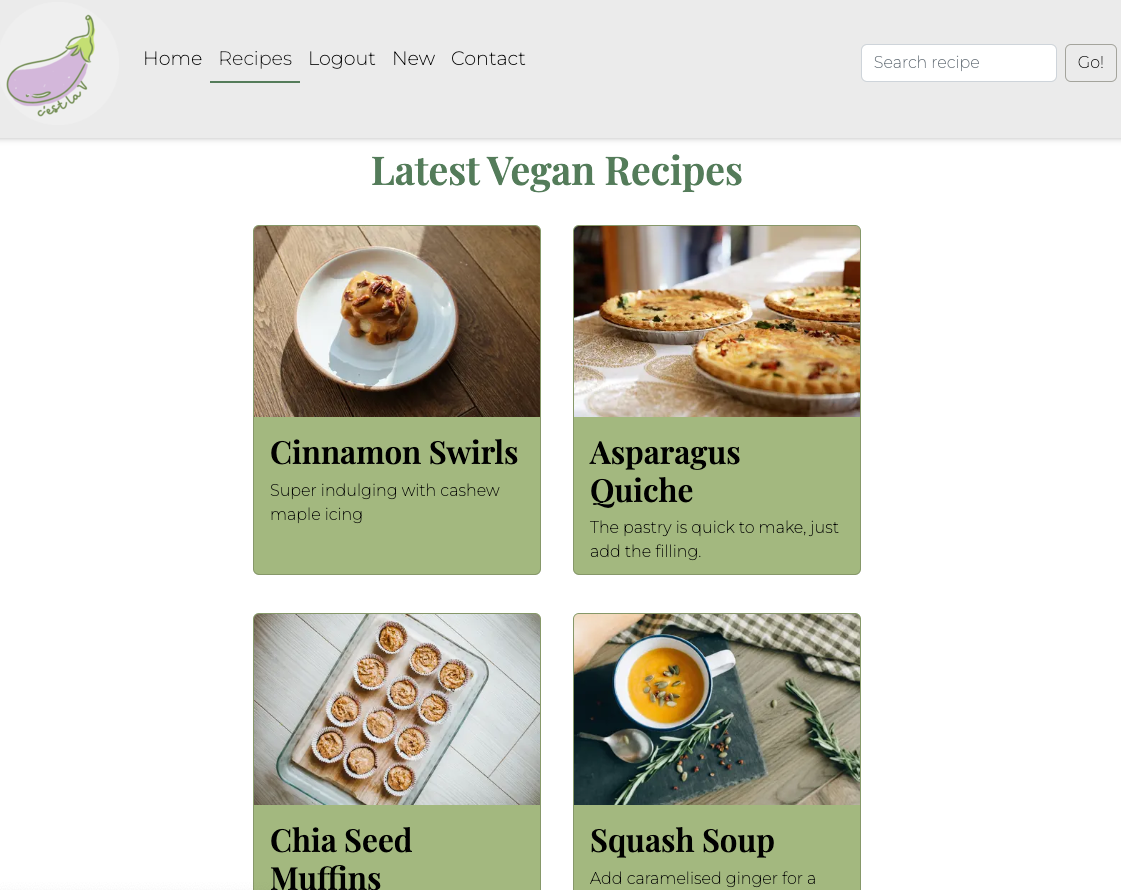 c'est la V
Home Recipes Logout New Contact
Search recipe Go!
Latest Vegan Recipes
Cinnamon Swirls
Super indulging with cashew
maple icing
Asparagus
Quiche
The pastry is quick to make, just
add the filling.
Chia Seed
Muffins
Squash Soup
Add caramelised ginger for a